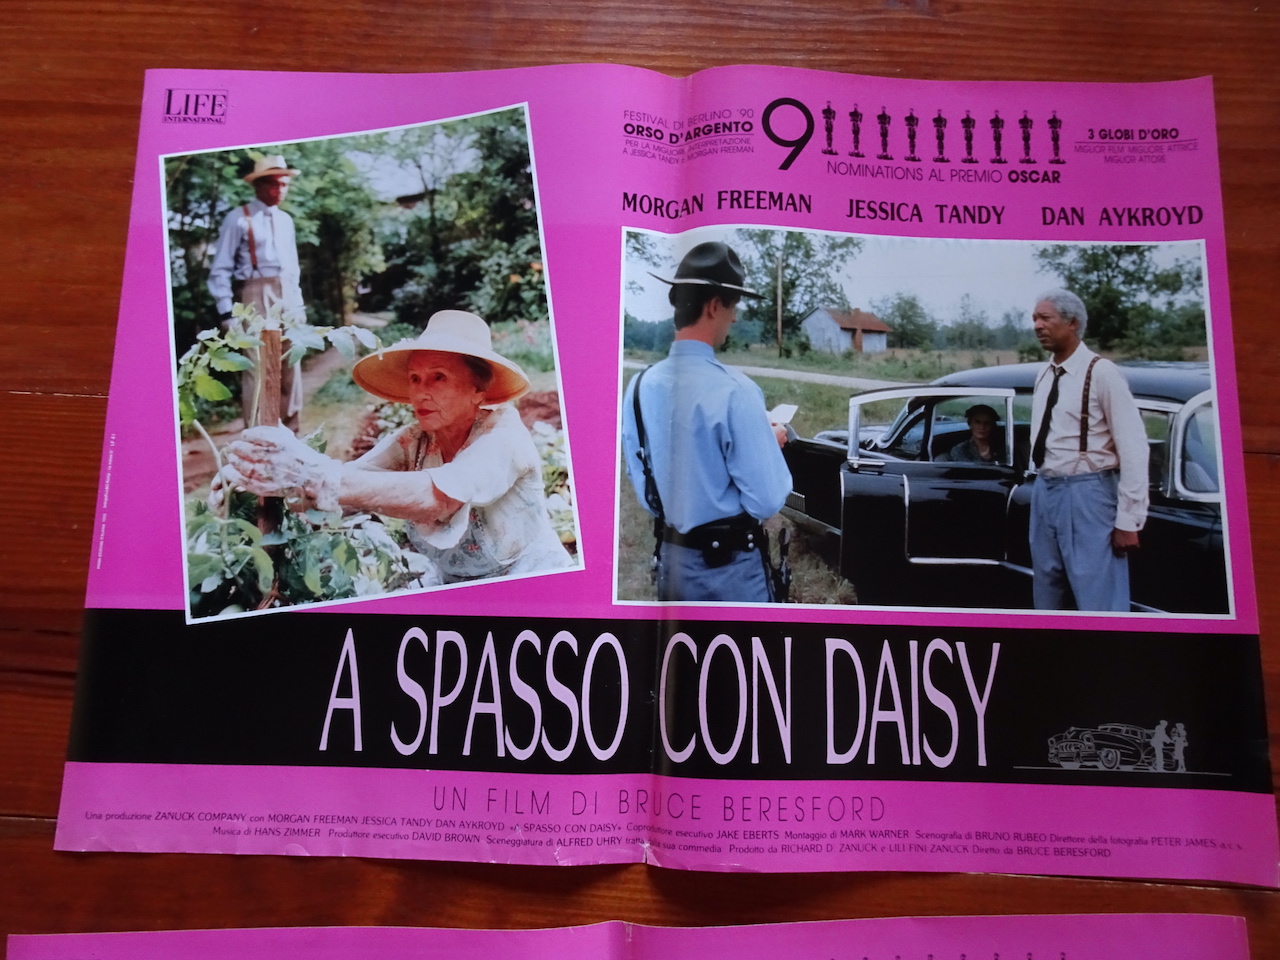 LIFE
INTERNATIONAL
FESTIVAL DI BERLINO '90
ORSO D'ARGENTO
PER LA MIGLIORE INTERPRETAZIONE
A JESSICA TANDY E MORGAN FREEMAN
9
NOMINATIONS AL PREMIO OSCAR
3 GLOBI D'ORO
MIGLIOR FILM MIGLIORE ATTRICE
MIGLIOR ATTORE
MORGAN FREEMAN JESSICA TANDY DAN AYKROYD
A SPASSO CON DAISY
UN FILM DI BRUCE BERESFORD
Una produzione ZANUCK COMPANY con MORGAN FREEMAN JESSICA TANDY DAN AYKROYD «A SPASSO CON DAISY» Coproduttore esecutivo JAKE EBERTS Montaggio di MARK WARNER Scenografia di BRUNO RUBEO Direttore della fotografia PETER JAMES A.C.S.
Musica di HANS ZIMMER Produttore esecutivo DAVID BROWN Sceneggiatura di ALFRED UHRY tratta dalla sua commedia Prodotto da RICHARD D. ZANUCK e LILI FINI ZANUCK Diretto da BRUCE BERESFORD